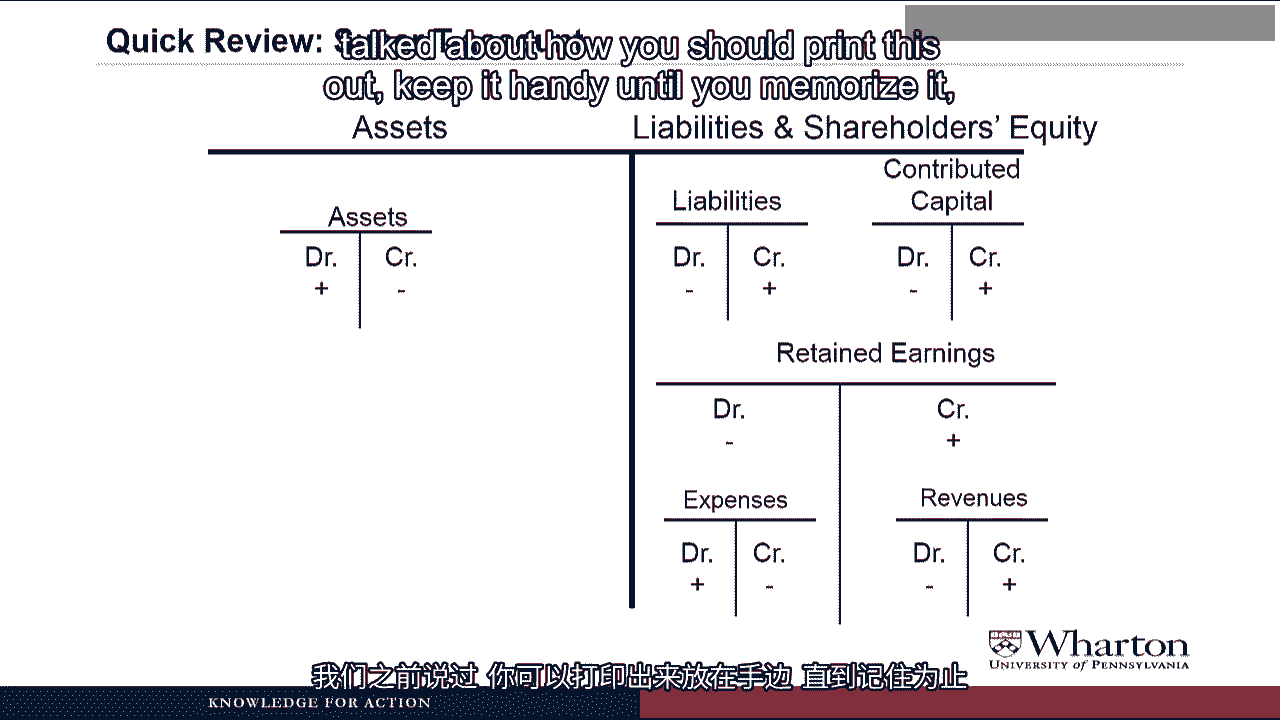 Quick Review:
talked about how you should print this
out, keep it handy until you memorize it,
Assets
Liabilities & Shareholders’ Equity
Contributed
Capital
Liabilities
Assets
Dr. Cr.
+ -
Dr. Cr.
- +
Dr. Cr.
- +
Retained Earnings
Dr. Cr.
- +
Expenses
Revenues
Dr. Cr.
+ -
Dr. Cr.
- +
Wharton
UNIVERSITY of PENNSYLVANIA
我们之前说过 你可以打印出来放在手边 直到记住为止
KNOWLEDGE FOR ACTION